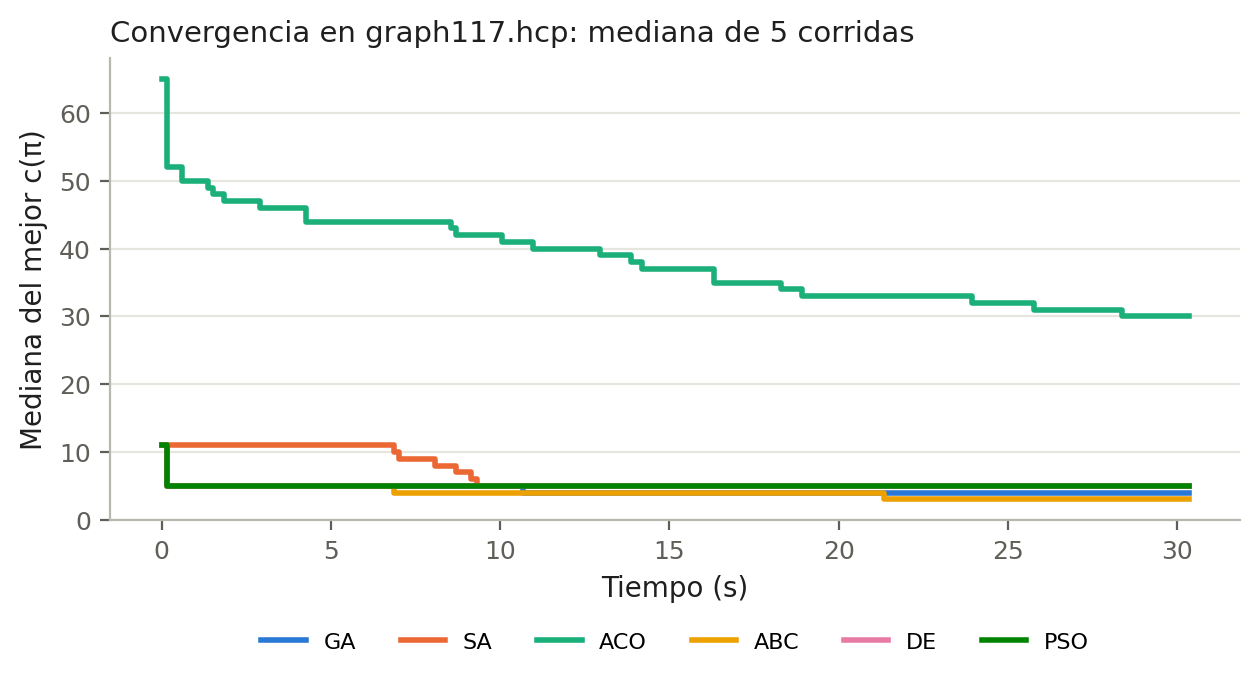 Convergencia en graph117.hcp: mediana de 5 corridas
Mediana del mejor c(π)
60
50
40
30
20
10
0
0 5 10 15 20 25 30
Tiempo (s)
GA SA ACO ABC DE PSO